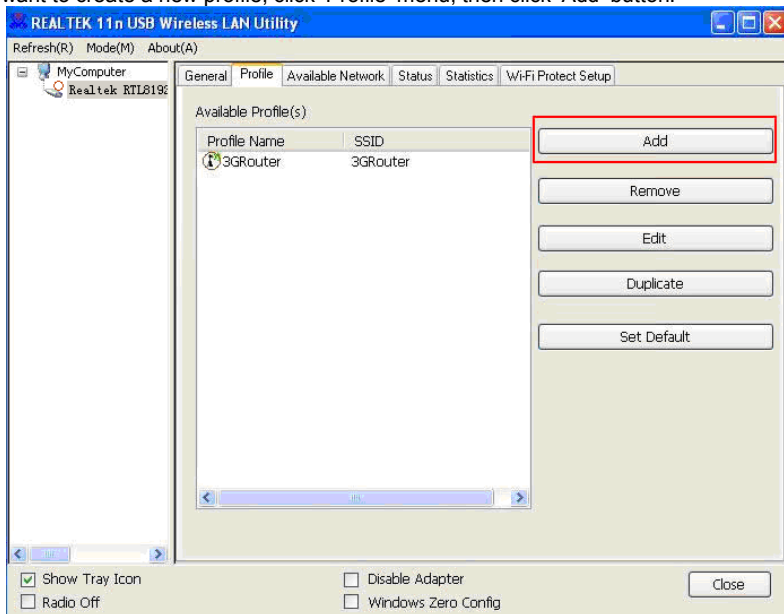 want to create a new profile, click 'Profile' menu, then click 'Add' button.
REALTEK 11n USB Wireless LAN Utility
Refresh(R) Mode(M) About(A)
MyComputer
Realtek RTL819
General Profile Available Network Status Statistics Wi-Fi Protect Setup
Available Profile(s)
Profile Name SSID
3GRouter 3GRouter
Add
Remove
Edit
Duplicate
Set Default
Show Tray Icon
Radio Off
Disable Adapter
Windows Zero Config
Close